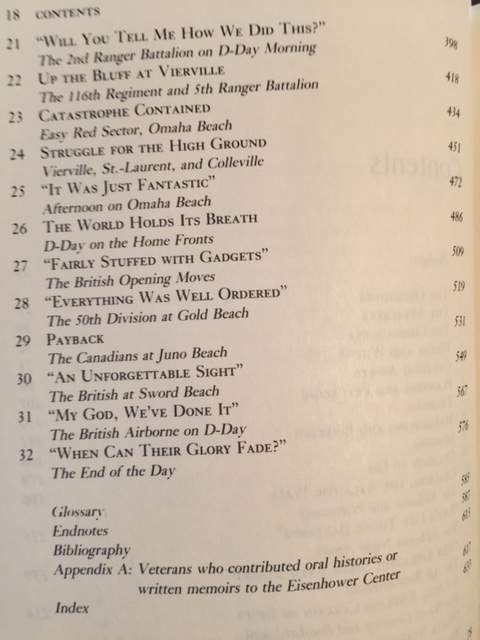 18 CONTENTS
21 "WILL YOU TELL ME HOW WE DID THIS?"
The 2nd Ranger Battalion on D-Day Morning 398
22 UP THE BLUFF AT VIERVILLE
The 116th Regiment and 5th Ranger Battalion 418
23 CATASTROPHE CONTAINED
Easy Red Sector, Omaha Beach 434
24 STRUGGLE FOR THE HIGH GROUND
Vierville, St.-Laurent, and Colleville 451
25 "IT WAS JUST FANTASTIC"
Afternoon on Omaha Beach 472
26 THE WORLD HOLDS ITS BREATH
D-Day on the Home Fronts 486
27 "FAIRLY STUFFED WITH GADGETS"
The British Opening Moves 509
28 "EVERYTHING WAS WELL ORDERED"
The 50th Division at Gold Beach 519
29 PAYBACK
The Canadians at Juno Beach 531
30 "AN UNFORGETTABLE SIGHT"
The British at Sword Beach 549
31 "MY GOD, WE'VE DONE IT"
The British Airborne on D-Day 567
32 "WHEN CAN THEIR GLORY FADE?"
The End of the Day 576
Glossary 585
Endnotes 587
Bibliography
Appendix A: Veterans who contributed oral histories or
written memoirs to the Eisenhower Center
Index